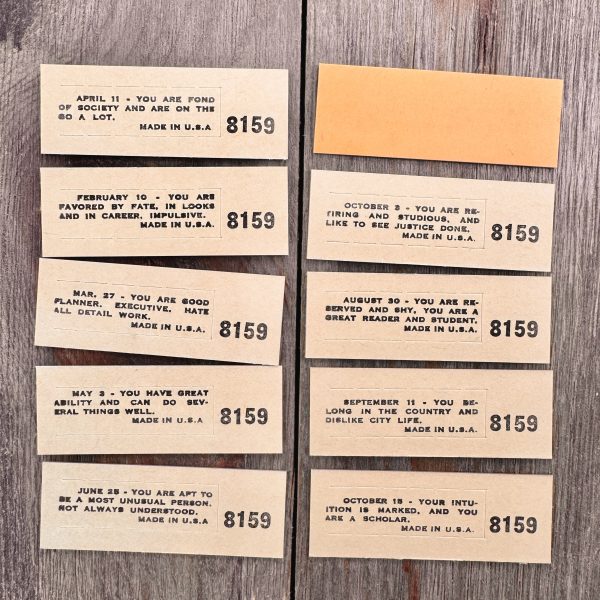 APRIL 11 - YOU ARE FOND
OF SOCIETY AND ARE ON THE
GO A LOT.
MADE IN U.S.A
8159
FEBRUARY 10 - YOU ARE
FAVORED BY FATE, IN LOOKS
AND IN CAREER, IMPULSIVE.
MADE IN U.S.A.
8159
MAR. 27 - YOU ARE GOOD
PLANNER, EXECUTIVE, HATE
ALL DETAIL WORK.
MADE IN U.S.A.
8159
MAY 3 - YOU HAVE GREAT
ABILITY AND CAN DO SEV-
ERAL THINGS WELL.
MADE IN U.S.A.
8159
JUNE 25 - YOU ARE APT TO
BE A MOST UNUSUAL PERSON,
NOT ALWAYS UNDERSTOOD.
MADE IN U.S.A
8159
OCTOBER 3 - YOU ARE RE-
TIRING AND STUDIOUS, AND
LIKE TO SEE JUSTICE DONE.
MADE IN U.S.A.
8159
AUGUST 30 - YOU ARE RE-
SERVED AND SHY, YOU ARE A
GREAT READER AND STUDENT.
MADE IN U.S.A.
8159
SEPTEMBER 11 - YOU BE-
LONG IN THE COUNTRY AND
DISLIKE CITY LIFE.
MADE IN U.S.A.
8159
OCTOBER 15 - YOUR INTU-
ITION IS MARKED, AND YOU
ARE A SCHOLAR.
MADE IN U.S.A.
8159